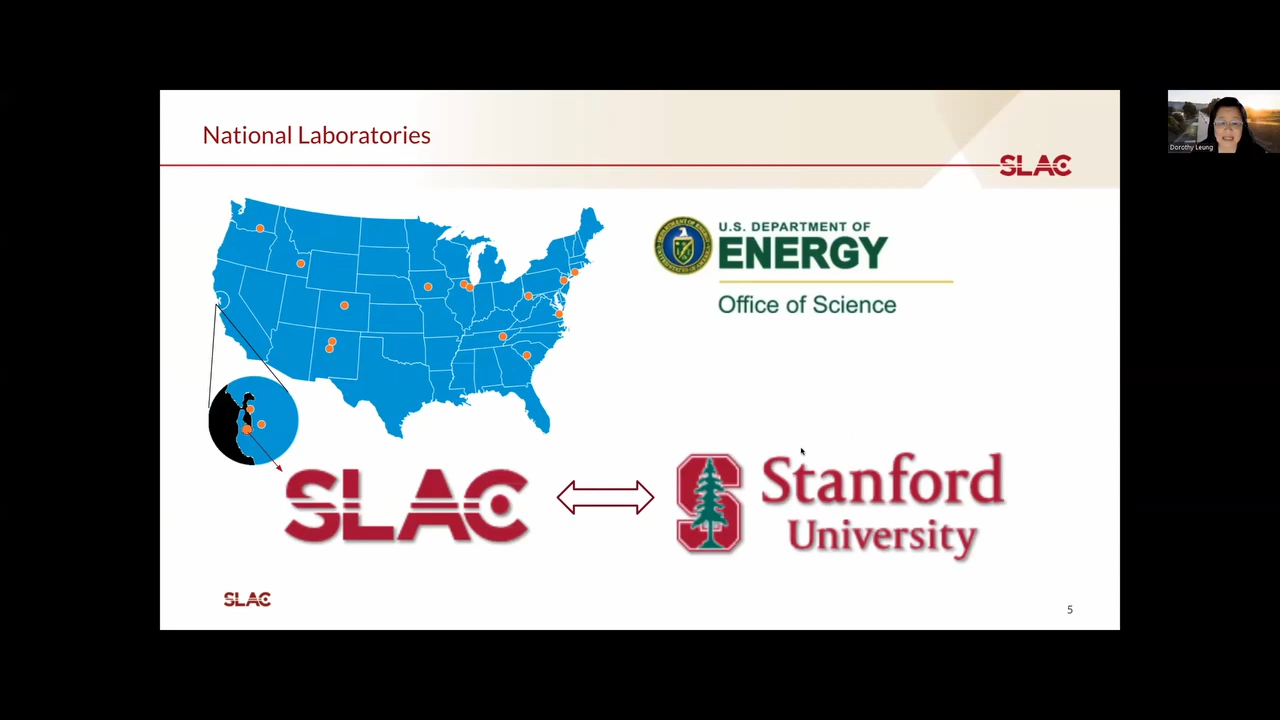 National Laboratories
SLAC
U.S. DEPARTMENT OF
ENERGY
Office of Science
SLAC
Stanford
University
SLAC
5
Dorothy Leung